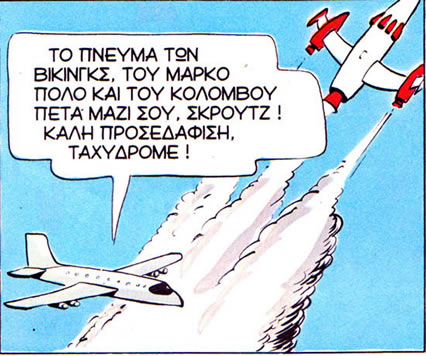 ΤΟ ΠΝΕΥΜΑ ΤΩΝ
ΒΙΚΙΝΓΚΣ, ΤΟΥ ΜΑΡΚΟ
ΠΟΛΟ ΚΑΙ ΤΟΥ ΚΟΛΟΜΒΟΥ
ΠΕΤΑ ΜΑΖΙ ΣΟΥ, ΣΚΡΟΥΤΖ !
ΚΑΛΗ ΠΡΟΣΕΔΑΦΙΣΗ,
ΤΑΧΥΔΡΟΜΕ !